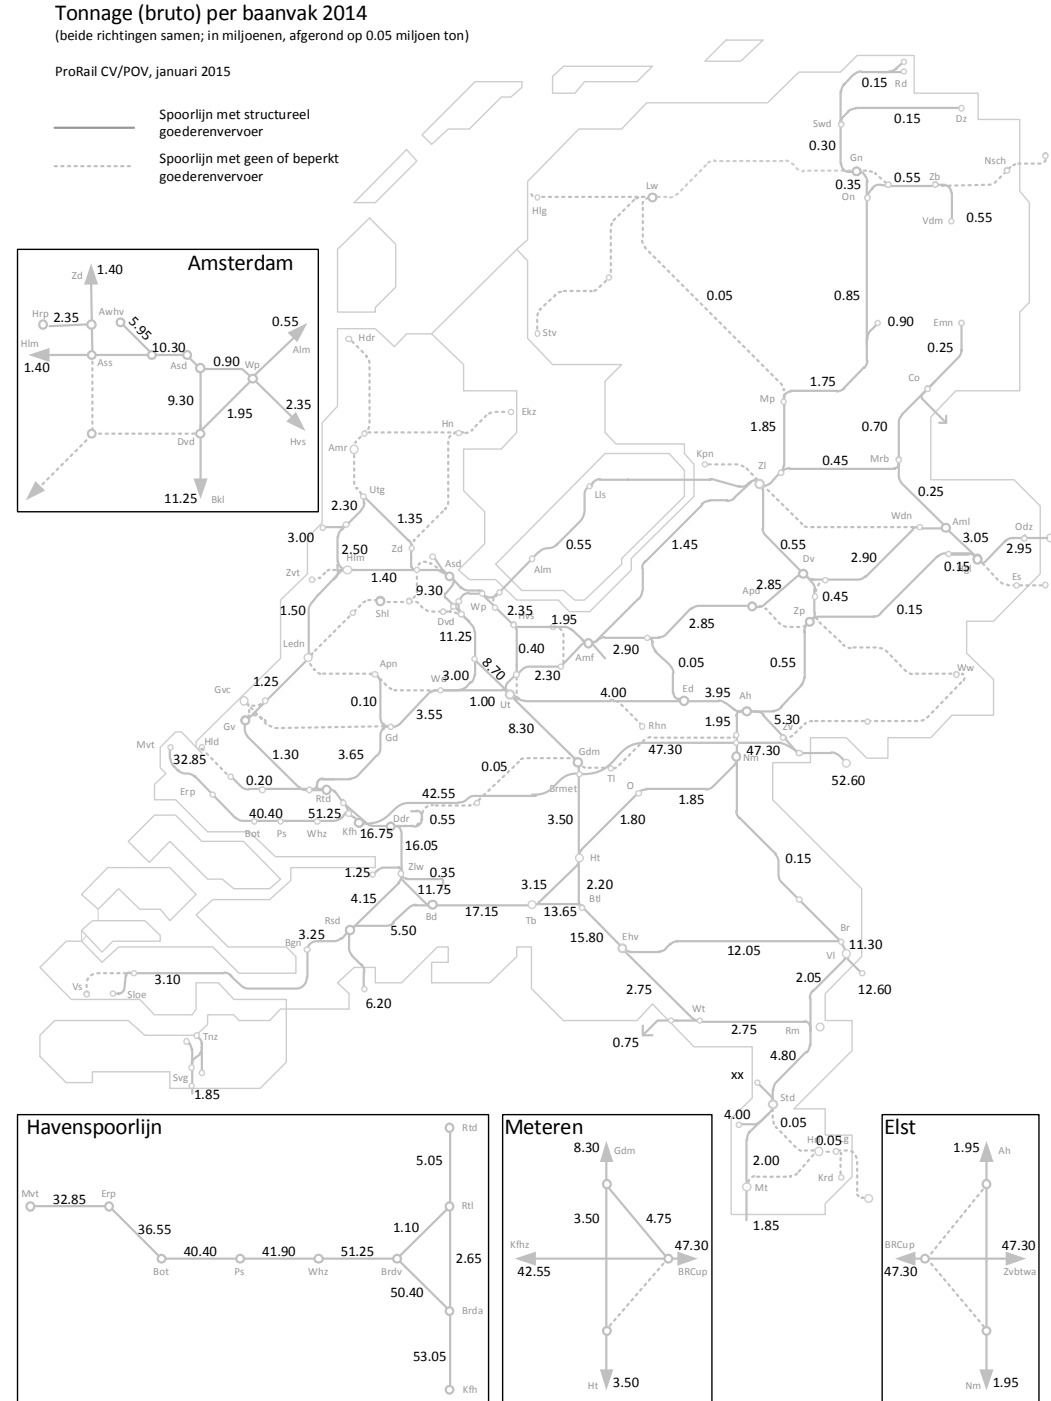 Tonnage (bruto) per baanvak 2014
(beide richtingen samen; in miljoenen, afgerond op 0.05 miljoen ton)
ProRail CV/POV, januari 2015
Spoorlijn met structureel
goederenvervoer
Spoorlijn met geen of beperkt
goederenvervoer
0.15
Rd
Swd
0.15
Dz
0.30
Gn
Nsch
0.35
0.55
Zb
On
Lw
Hlg
Vdm
0.55
0.05
0.85
Stv
0.90
Emn
0.25
Hdr
Co
1.75
Mp
Ekz
1.85
0.70
Hn
Amr
Kpn
Zl
0.45
Mrb
Utg
Lls
0.25
2.30
1.35
Wdn
Aml
3.00
3.05
Odz
2.50
Zd
0.55
1.45
0.55
2.90
2.95
Hlm
Asd
Alm
Dv
0.15
Zvt
1.40
9.30
2.85
Es
Shl
Wp
Apd
0.45
1.50
Dvd
2.35
Hvs
1.95
2.85
Zp
0.15
11.25
Ledn
0.40
Amf
2.90
Apn
3.00
8.70
2.30
0.05
0.55
Ww
1.25
Gvc
0.10
1.00
Ut
4.00
Ed
3.95
Ah
Gv
3.55
Gd
8.30
Rhn
1.95
5.30
Zv
Mvt
Hld
1.30
3.65
Gdm
47.30
47.30
32.85
0.05
Tl
Nm
52.60
0.20
Erp
Rtd
42.55
Brmet
O
1.85
40.40
51.25
Ddr
0.55
3.50
1.80
Bot
Ps
Whz
Kfh
16.75
16.05
0.15
Ht
1.25
Zlw
0.35
4.15
11.75
3.15
2.20
Btl
Rsd
Bd
17.15
Tb
13.65
3.25
5.50
15.80
Br
Bgn
Ehv
12.05
11.30
Vl
3.10
2.05
Vs
Sloe
2.75
12.60
6.20
Wt
Tnz
0.75
2.75
Rm
4.80
Svg
xx
1.85
Std
4.00
0.05
0.05
2.00
Krd
Mt
1.85
Amsterdam
Zd
1.40
Hrp
2.35
Awhv
5.95
0.55
Hlm
10.30
Alm
1.40
Ass
Asd
0.90
Wp
9.30
1.95
2.35
Dvd
Hvs
11.25
Bkl
Havenspoorlijn
Rtd
5.05
Mvt
32.85
Erp
Rtl
36.55
1.10
40.40
41.90
51.25
2.65
Bot
Ps
Whz
Brdv
50.40
Brda
53.05
Kfh
Meteren
8.30
Gdm
3.50
4.75
Kfhz
47.30
42.55
BRCup
Ht
3.50
Elst
1.95
Ah
BRCup
47.30
47.30
Zvbtwa
Nm
1.95